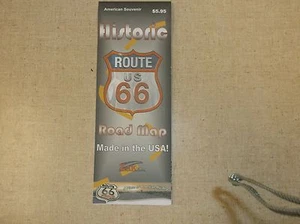 American Souvenir $5.95
Historic
ROUTE
US
66
Road Map
Made in the USA!